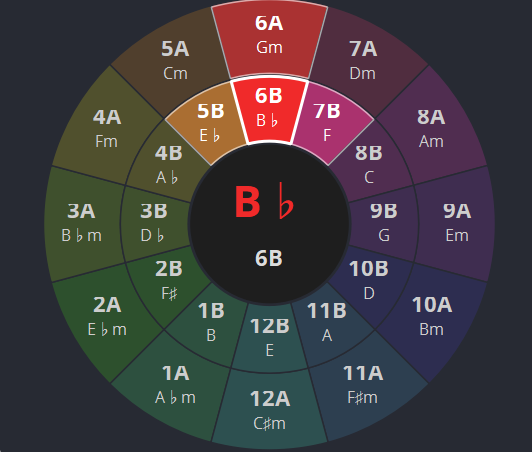 6A
Gm
5A
Cm
7A
Dm
6B
B ♭
5B
E ♭
7B
F
4A
Fm
8A
Am
4B
A ♭
8B
C
3A
B ♭ m
3B
D ♭
B ♭
9B
G
9A
Em
6B
2B
F♯
10B
D
2A
E ♭ m
10A
Bm
1B
B
11B
A
12B
E
1A
A ♭ m
11A
F♯m
12A
C♯m